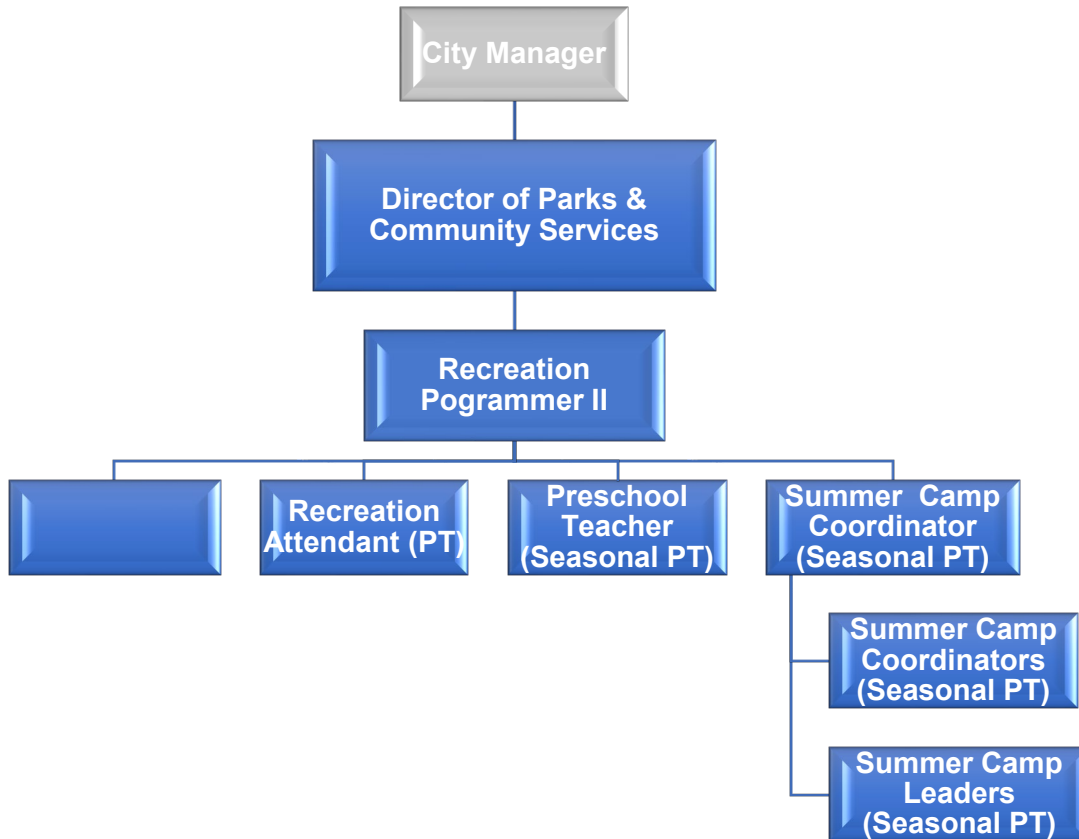 City Manager
Director of Parks &
Community Services
Recreation
Pogrammer II
Recreation
Attendant (PT)
Preschool
Teacher
(Seasonal PT)
Summer Camp
Coordinator
(Seasonal PT)
Summer Camp
Coordinators
(Seasonal PT)
Summer Camp
Leaders
(Seasonal PT)